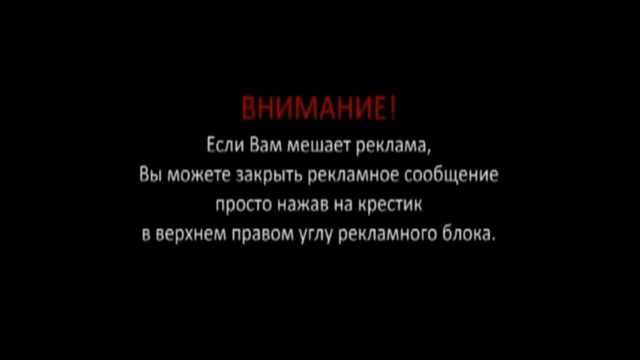 ВНИМАНИЕ!
Если Вам мешает реклама,
Вы можете закрыть рекламное сообщение
просто нажав на крестик
в верхнем правом углу рекламного блока.